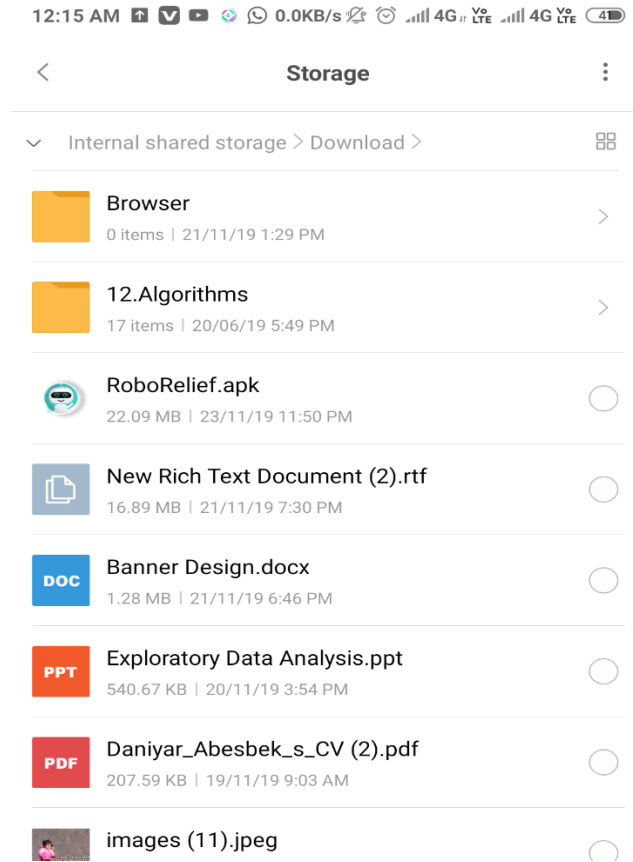 12:15 AM 0.0KB/s 4G Vo LTE 4G Vo LTE 41
Storage
Internal shared storage > Download >
Browser
0 items | 21/11/19 1:29 PM
12.Algorithms
17 items | 20/06/19 5:49 PM
RoboRelief.apk
22.09 MB | 23/11/19 11:50 PM
New Rich Text Document (2).rtf
16.89 MB | 21/11/19 7:30 PM
DOC
Banner Design.docx
1.28 MB | 21/11/19 6:46 PM
PPT
Exploratory Data Analysis.ppt
540.67 KB | 20/11/19 3:54 PM
PDF
Daniyar_Abesbek_s_CV (2).pdf
207.59 KB | 19/11/19 9:03 AM
images (11).jpeg